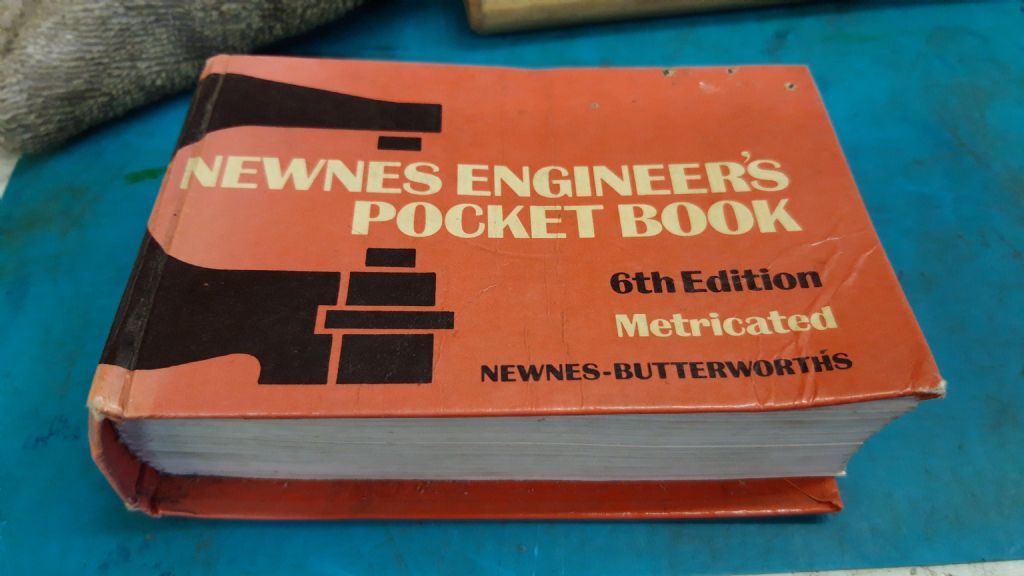 NEWNES ENGINEER'S
POCKET BOOK
6th Edition
Metricated
NEWNES-BUTTERWORTHS